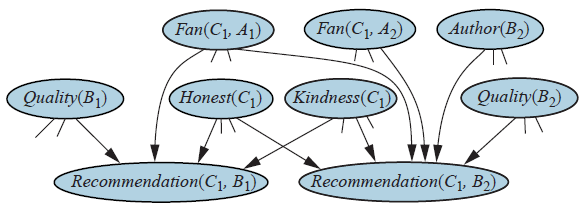 Fan(C1, A1) Fan(C1, A2) Author(B2)
Quality(B1) Honest(C1) Kindness(C1) Quality(B2)
Recommendation(C1, B1) Recommendation(C1, B2)